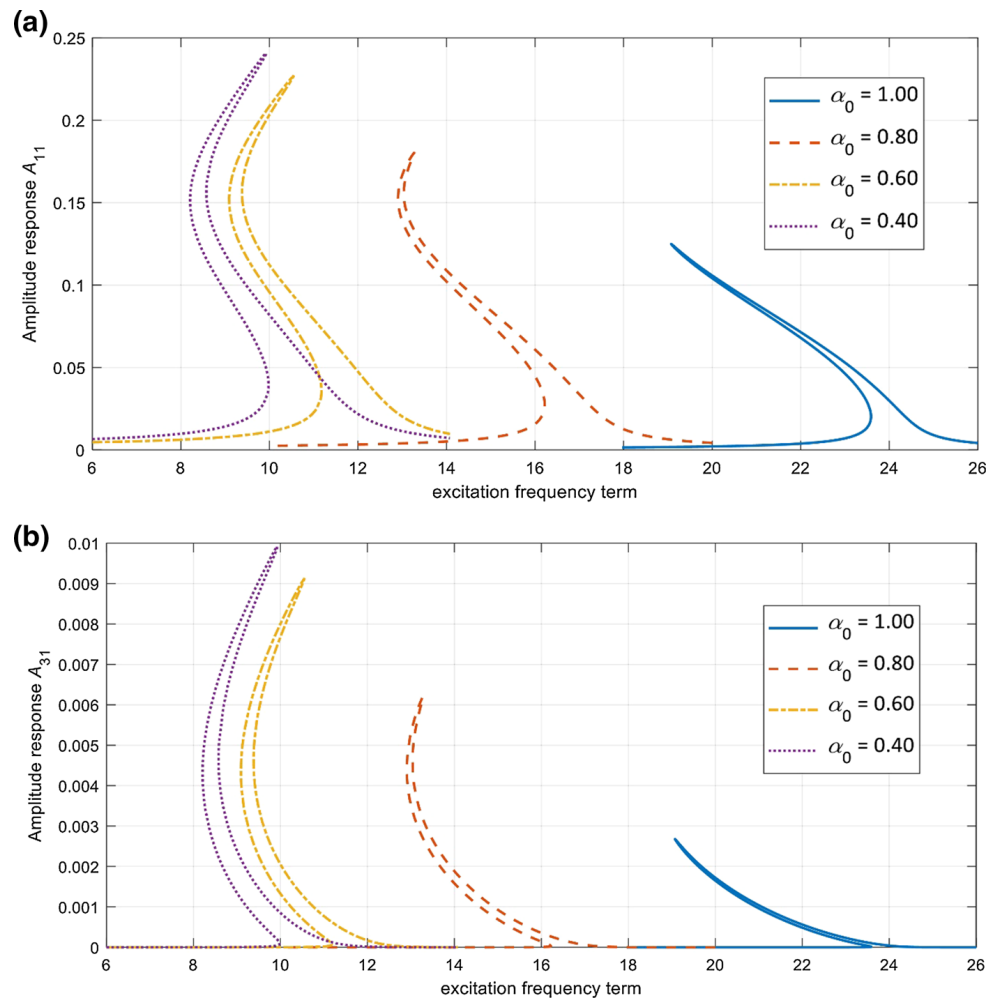 (a)
0.25
0.2
0.15
0.1
0.05
0
Amplitude response A11
6 8 10 12 14 16 18 20 22 24 26
excitation frequency term
α0 = 1.00
α0 = 0.80
α0 = 0.60
α0 = 0.40
(b)
0.01
0.009
0.008
0.007
0.006
0.005
0.004
0.003
0.002
0.001
0
Amplitude response A31
6 8 10 12 14 16 18 20 22 24 26
excitation frequency term
α0 = 1.00
α0 = 0.80
α0 = 0.60
α0 = 0.40